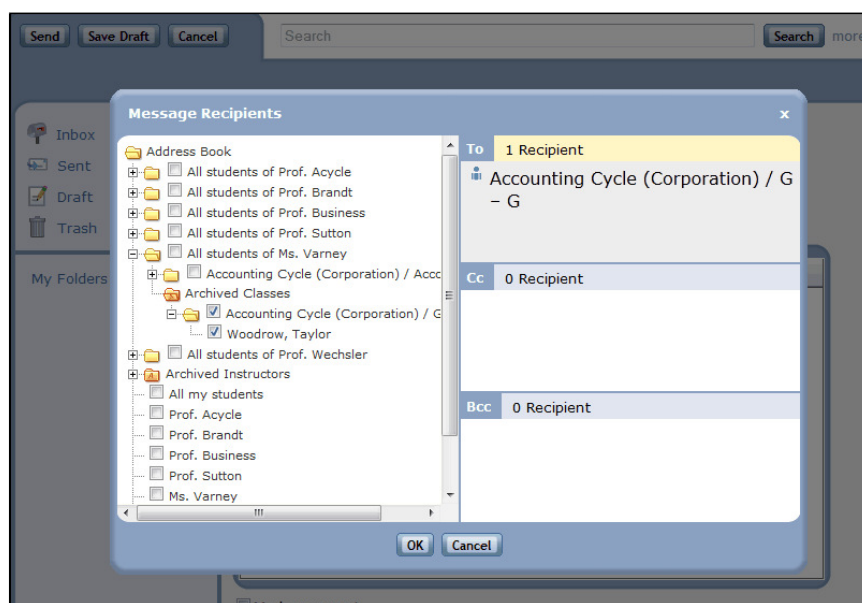 Send Save Draft Cancel Search Search more
Inbox
Sent
Draft
Trash
My Folders
Message Recipients x
Address Book
All students of Prof. Acycle
All students of Prof. Brandt
All students of Prof. Business
All students of Prof. Sutton
All students of Ms. Varney
Accounting Cycle (Corporation) / Acco
Archived Classes
Accounting Cycle (Corporation) / G
Woodrow, Taylor
All students of Prof. Wechsler
Archived Instructors
All my students
Prof. Acycle
Prof. Brandt
Prof. Business
Prof. Sutton
Ms. Varney
To 1 Recipient
Accounting Cycle (Corporation) / G
– G
Cc 0 Recipient
Bcc 0 Recipient
OK Cancel